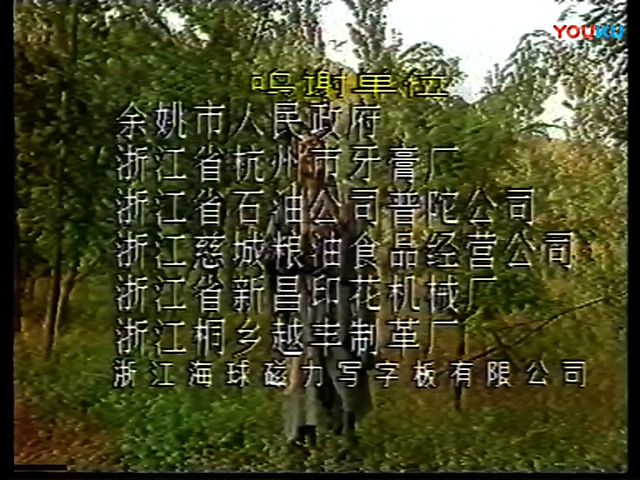 YOUKU
鸣谢单位
余姚市人民政府
浙江省杭州市牙膏厂
浙江省石油公司普陀公司
浙江慈城粮油食品经营公司
浙江省新昌印花机械厂
浙江桐乡越丰制革厂
浙江海球磁力写字板有限公司